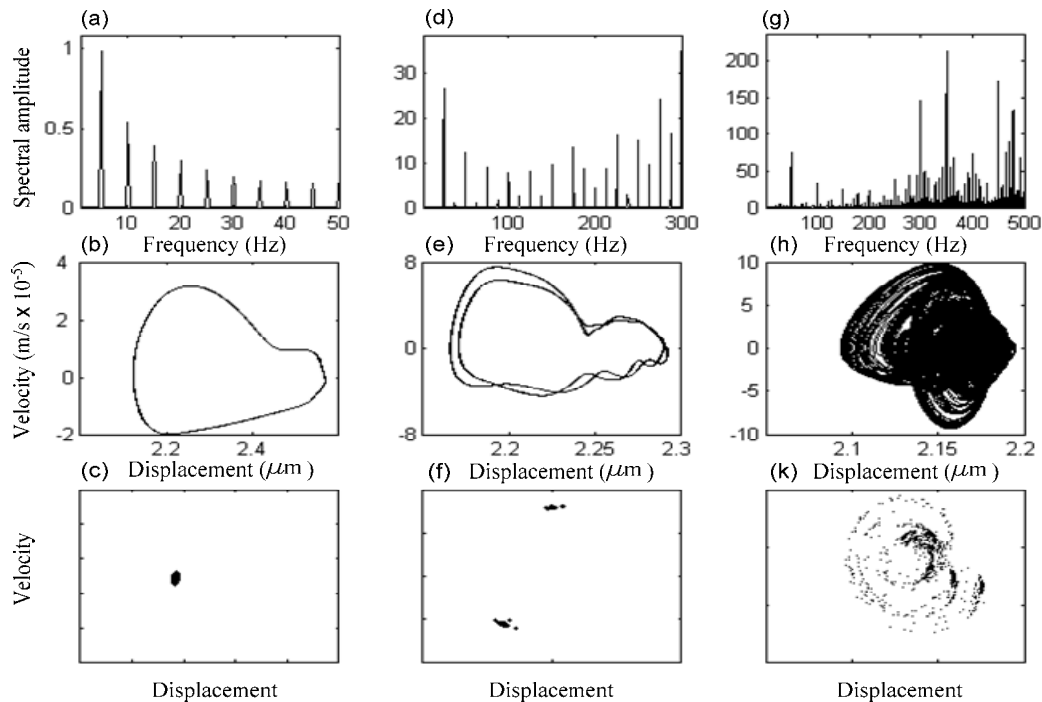 (a) (d) (g)
Spectral amplitude
1
0.5
0
10 20 30 40 50
Frequency (Hz)
30
20
10
0
100 200 300
Frequency (Hz)
200
150
100
50
0
100 200 300 400 500
Frequency (Hz)
(b) (e) (h)
Velocity (m/s x 10⁻⁵)
4
2
0
-2
2.2 2.4
Displacement (μm)
8
0
-8
2.2 2.25 2.3
Displacement (μm)
10
5
0
-5
-10
2.1 2.15 2.2
Displacement (μm)
(c) (f) (k)
Velocity
Displacement Displacement Displacement